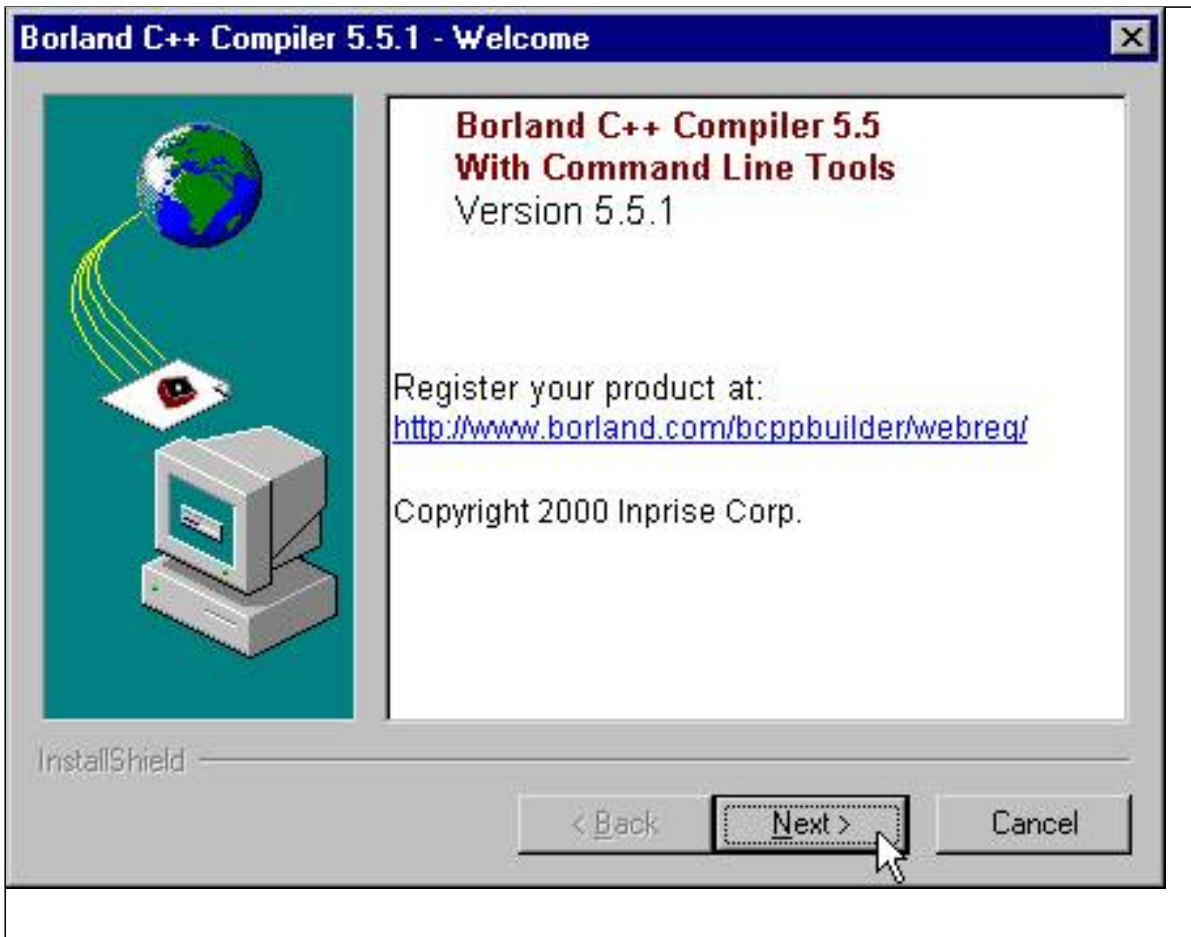 Borland C++ Compiler 5.5.1 - Welcome
Borland C++ Compiler 5.5
With Command Line Tools
Version 5.5.1
Register your product at:
http://www.borland.com/bcppbuilder/webreg/
Copyright 2000 Inprise Corp.
InstallShield
< Back
Next >
Cancel